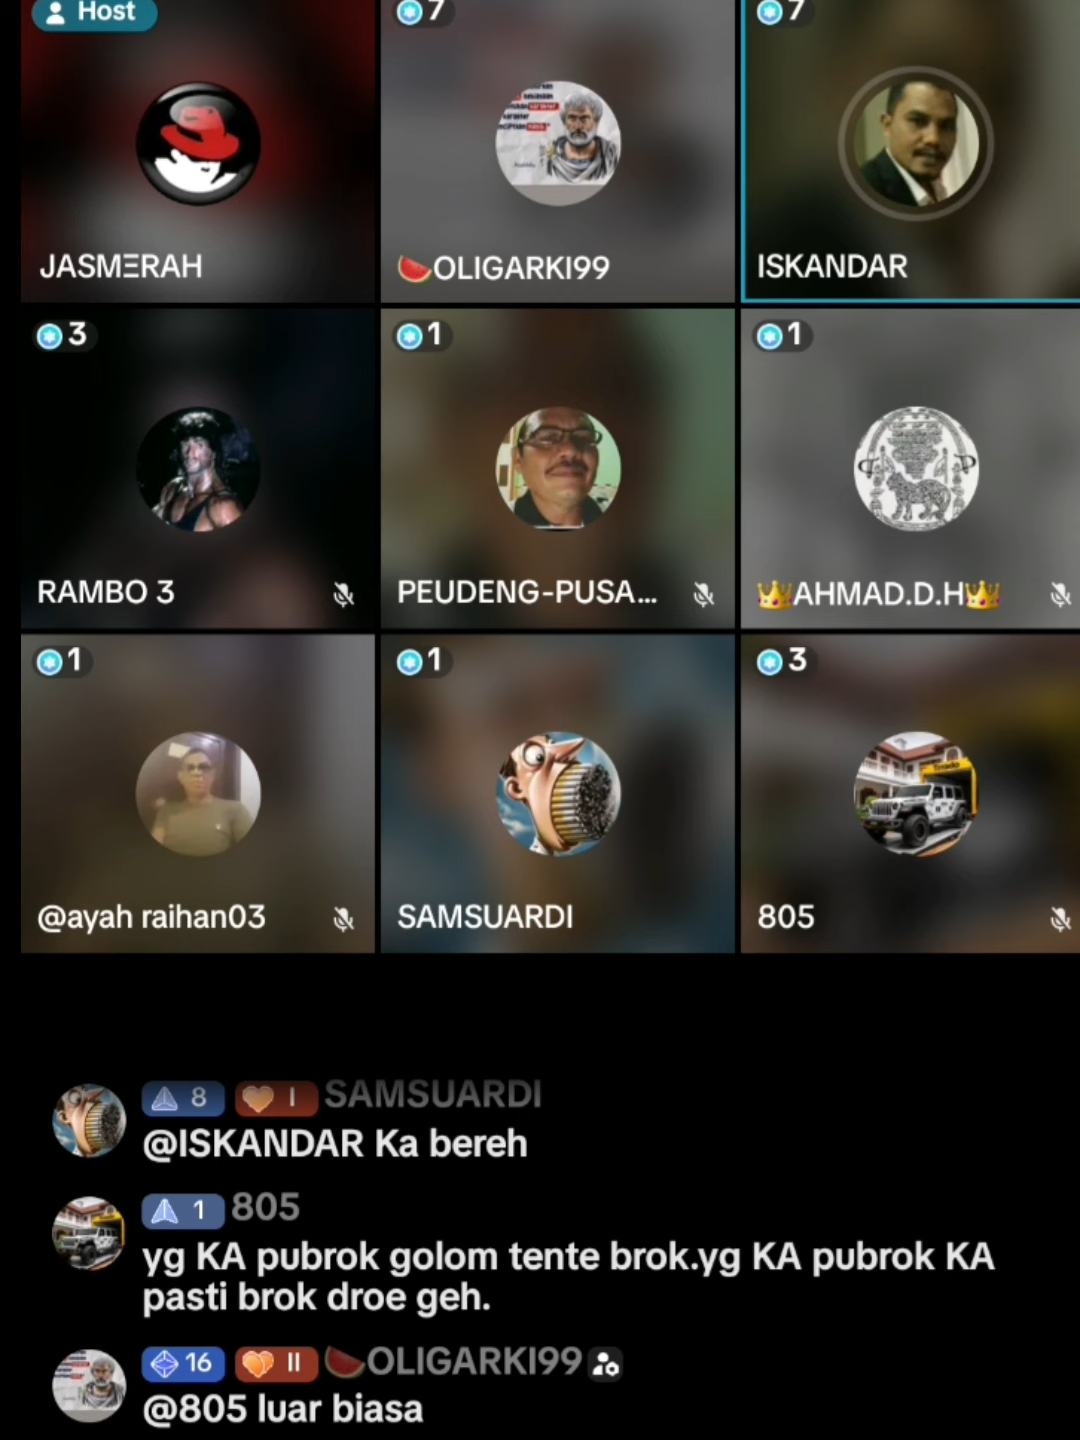 Host
7
7
JASMΞRAH
🍉OLIGARKI99
ISKANDAR
3
1
1
RAMBO 3
PEUDENG-PUSA...
👑AHMAD.D.H👑
1
1
3
@ayah raihan03
SAMSUARDI
805
8 I SAMSUARDI
@ISKANDAR Ka bereh
1 805
yg KA pubrok golom tente brok.yg KA pubrok KA
pasti brok droe geh.
16 II 🍉OLIGARKI99
@805 luar biasa